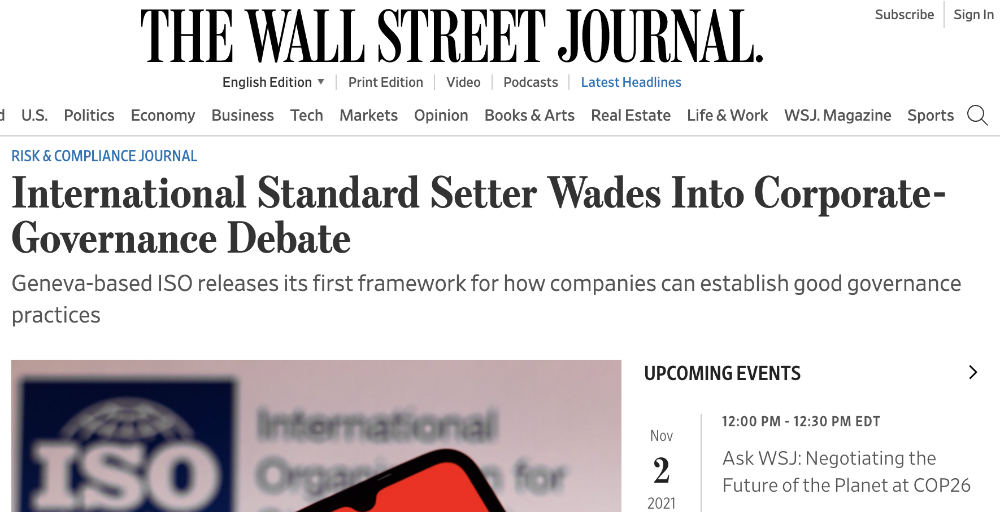 THE WALL STREET JOURNAL.
Subscribe
Sign In
English Edition ▼
Print Edition
Video
Podcasts
Latest Headlines
d U.S. Politics Economy Business Tech Markets Opinion Books & Arts Real Estate Life & Work WSJ. Magazine Sports
RISK & COMPLIANCE JOURNAL
International Standard Setter Wades Into Corporate-
Governance Debate
Geneva-based ISO releases its first framework for how companies can establish good governance
practices
ISO
International
for
UPCOMING EVENTS
Nov
2
2021
12:00 PM - 12:30 PM EDT
Ask WSJ: Negotiating the
Future of the Planet at COP26